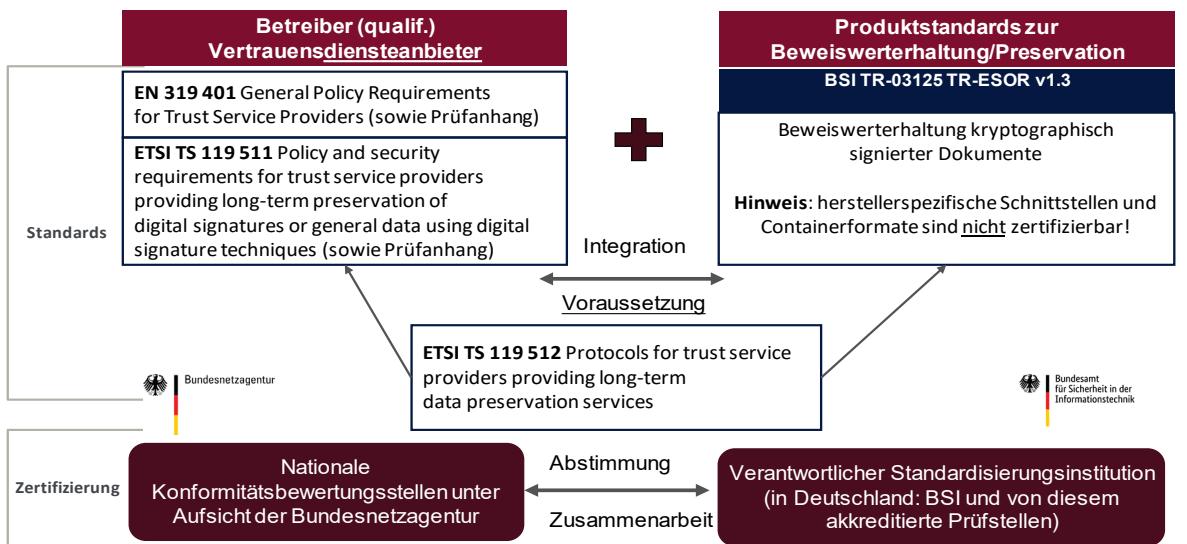 Betreiber (qualif.)
Vertrauensdiensteanbieter
Produktstandards zur
Beweiswerterhaltung/Preservation
BSI TR-03125 TR-ESOR v1.3
EN 319 401 General Policy Requirements
for Trust Service Providers (sowie Prüfanhang)
ETSI TS 119 511 Policy and security
requirements for trust service providers
providing long-term preservation of
digital signatures or general data using digital
signature techniques (sowie Prüfanhang)
Beweiswerterhaltung kryptographisch
signierter Dokumente
Hinweis: herstellerspezifische Schnittstellen und
Containerformate sind nicht zertifizierbar!
Standards
Integration
Voraussetzung
ETSI TS 119 512 Protocols for trust service
providers providing long-term
data preservation services
Bundesnetzagentur
Bundesamt
für Sicherheit in der
Informationstechnik
Zertifizierung
Nationale
Konformitätsbewertungsstellen unter
Aufsicht der Bundesnetzagentur
Abstimmung
Zusammenarbeit
Verantwortlicher Standardisierungsinstitution
(in Deutschland: BSI und von diesem
akkreditierte Prüfstellen)